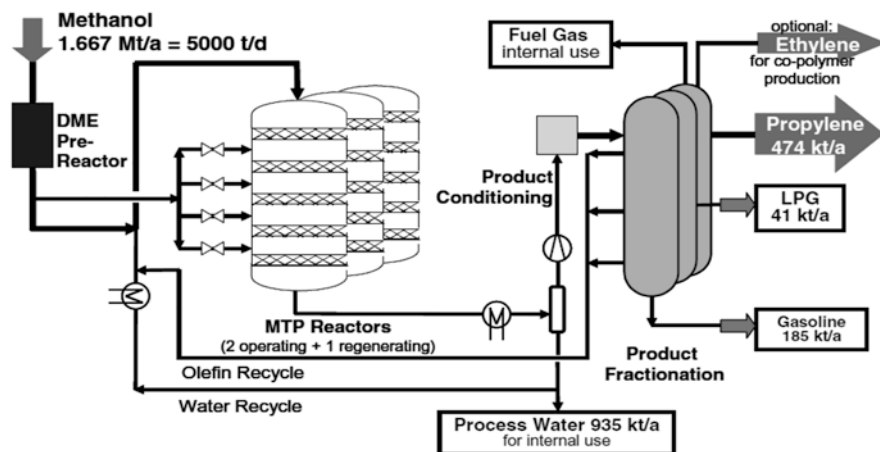 Methanol
1.667 Mt/a = 5000 t/d
DME
Pre-
Reactor
Fuel Gas
internal use
optional:
Ethylene
for co-polymer
production
Propylene
474 kt/a
Product
Conditioning
LPG
41 kt/a
MTP Reactors
(2 operating + 1 regenerating)
Gasoline
185 kt/a
Product
Fractionation
Olefin Recycle
Water Recycle
Process Water 935 kt/a
for internal use